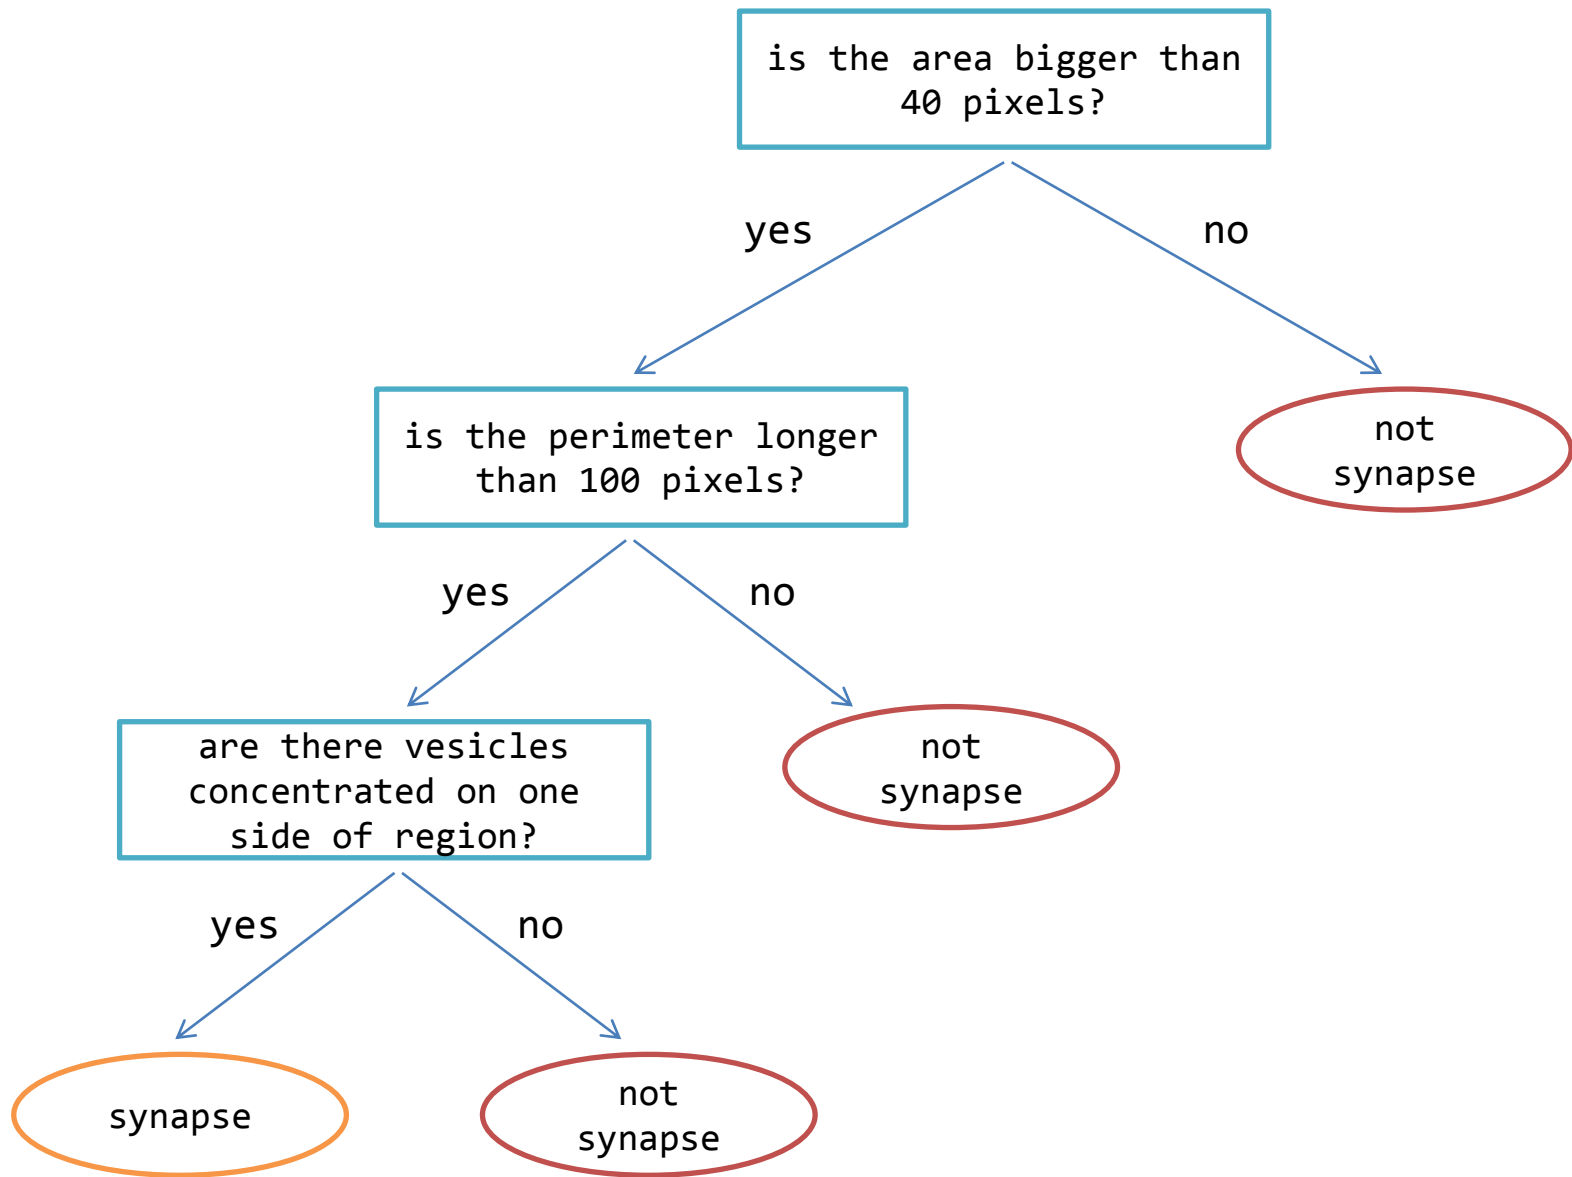 is the area bigger than
40 pixels?
yes
no
is the perimeter longer
than 100 pixels?
not
synapse
yes
no
are there vesicles
concentrated on one
side of region?
not
synapse
yes
no
synapse
not
synapse